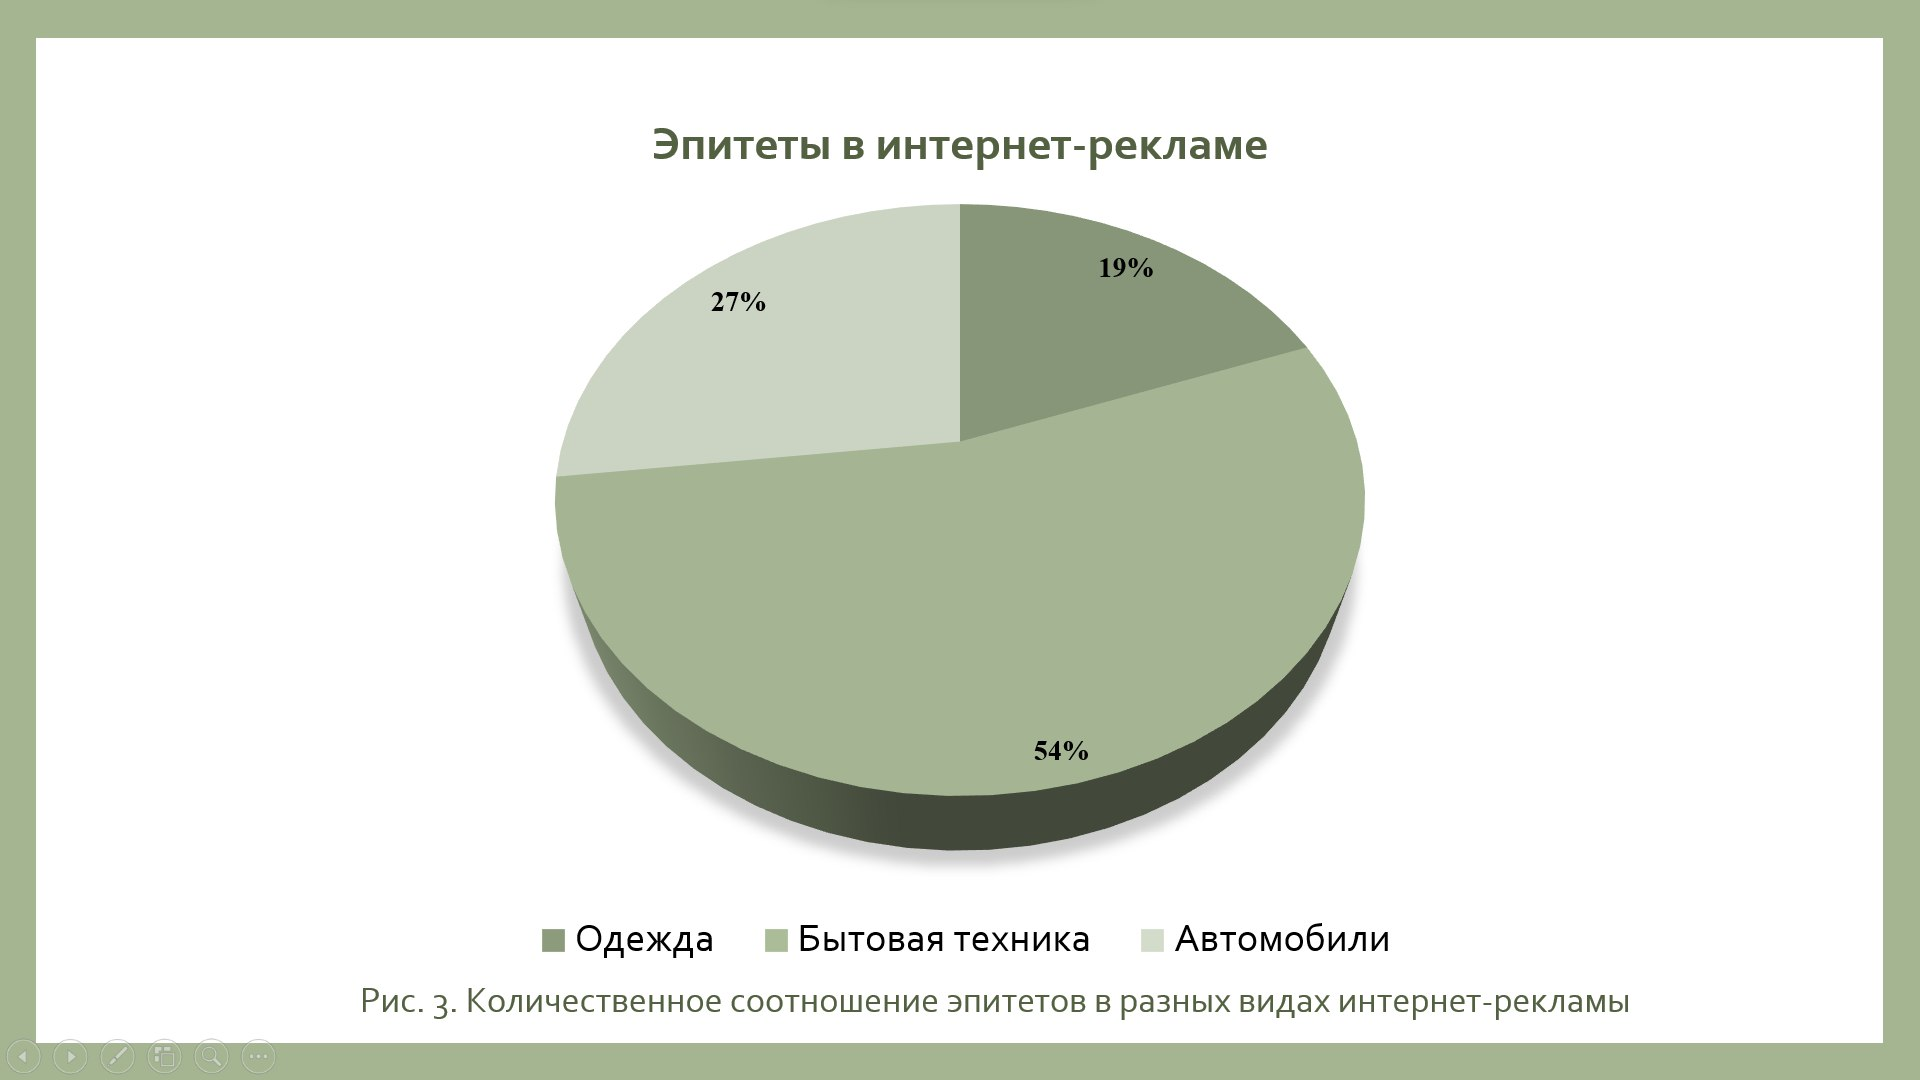 Эпитеты в интернет-рекламе
19%
27%
54%
Одежда Бытовая техника Автомобили
Рис. 3. Количественное соотношение эпитетов в разных видах интернет-рекламы